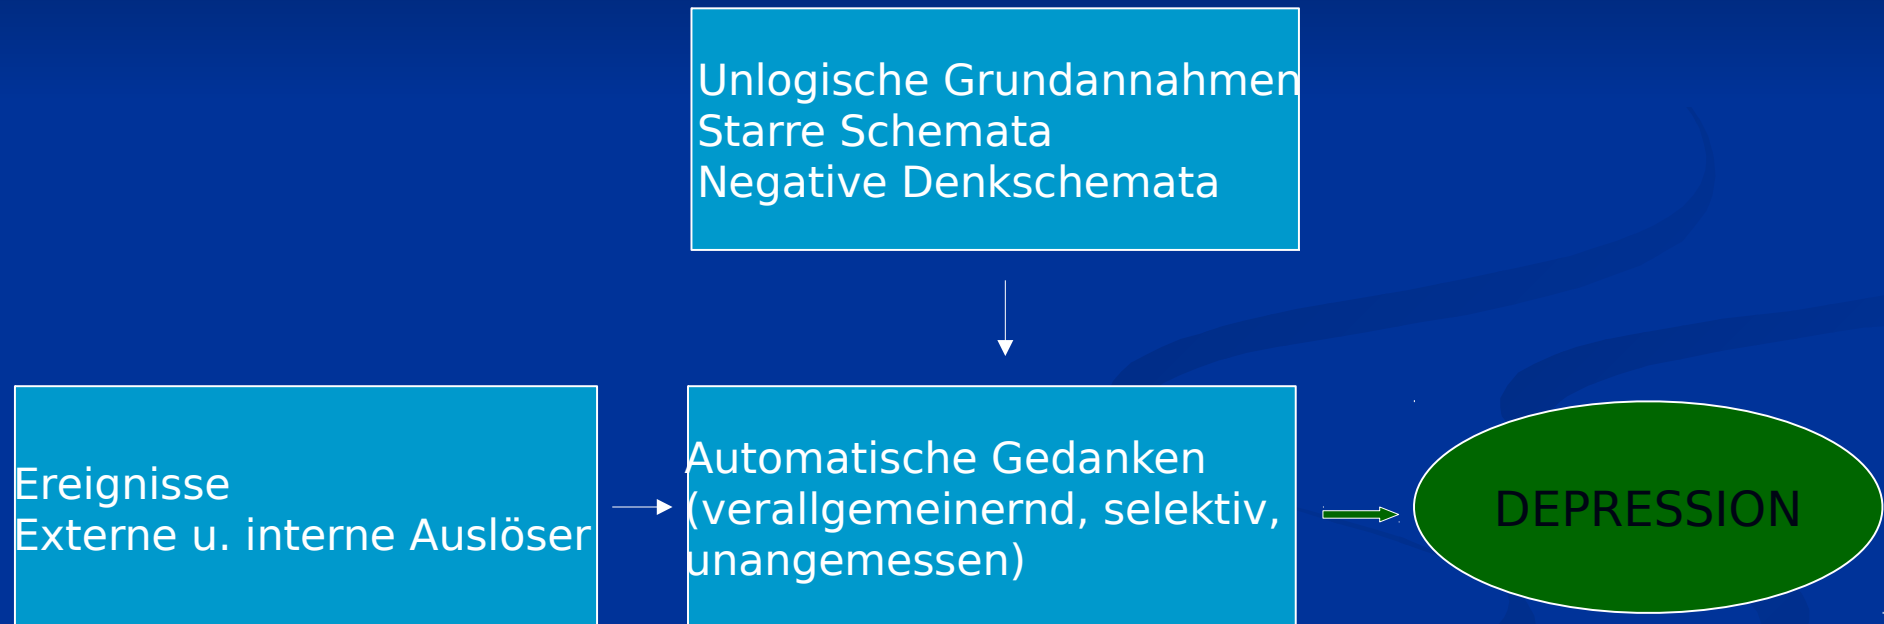 Unlogische Grundannahmen
Starre Schemata
Negative Denkschemata
Ereignisse
Externe u. interne Auslöser
Automatische Gedanken
(verallgemeinernd, selektiv,
unangemessen)
DEPRESSION